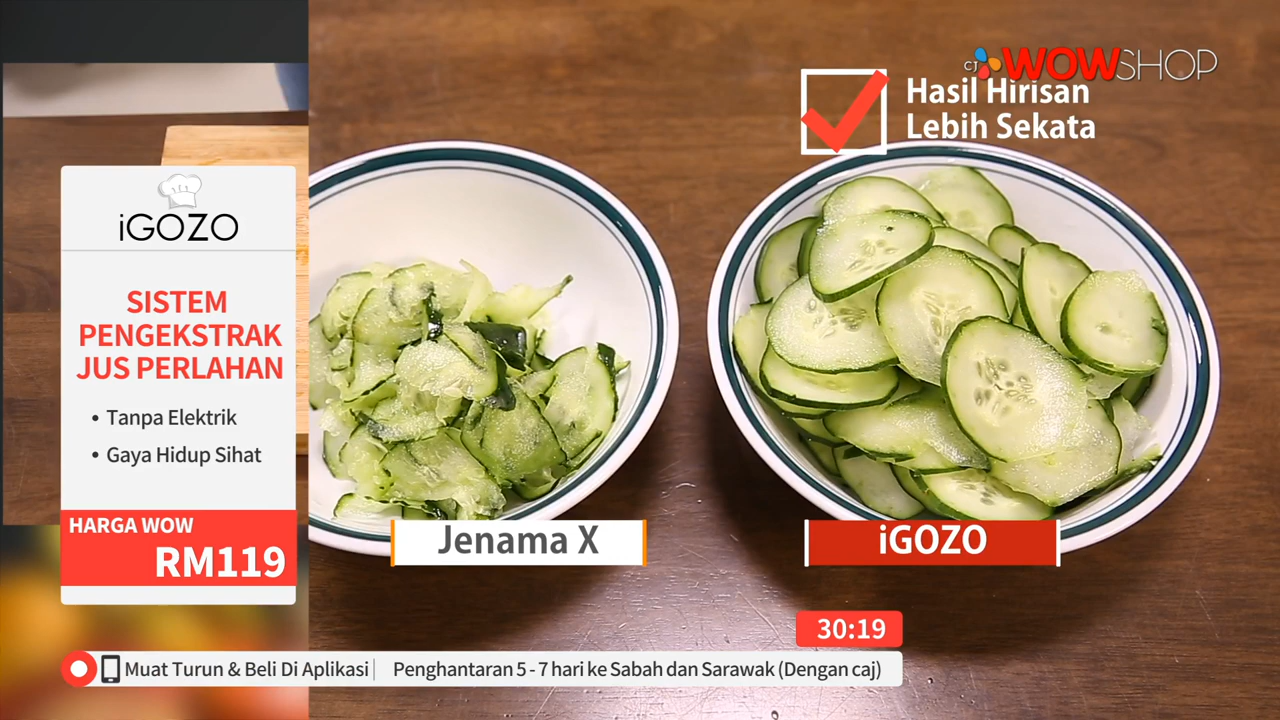 iGOZO
SISTEM
PENGEKSTRAK
JUS PERLAHAN
• Tanpa Elektrik
• Gaya Hidup Sihat
HARGA WOW
RM119
CJ WOWSHOP
Hasil Hirisan
Lebih Sekata
Jenama X
iGOZO
30:19
Muat Turun & Beli Di Aplikasi
Penghantaran 5 - 7 hari ke Sabah dan Sarawak (Dengan caj)